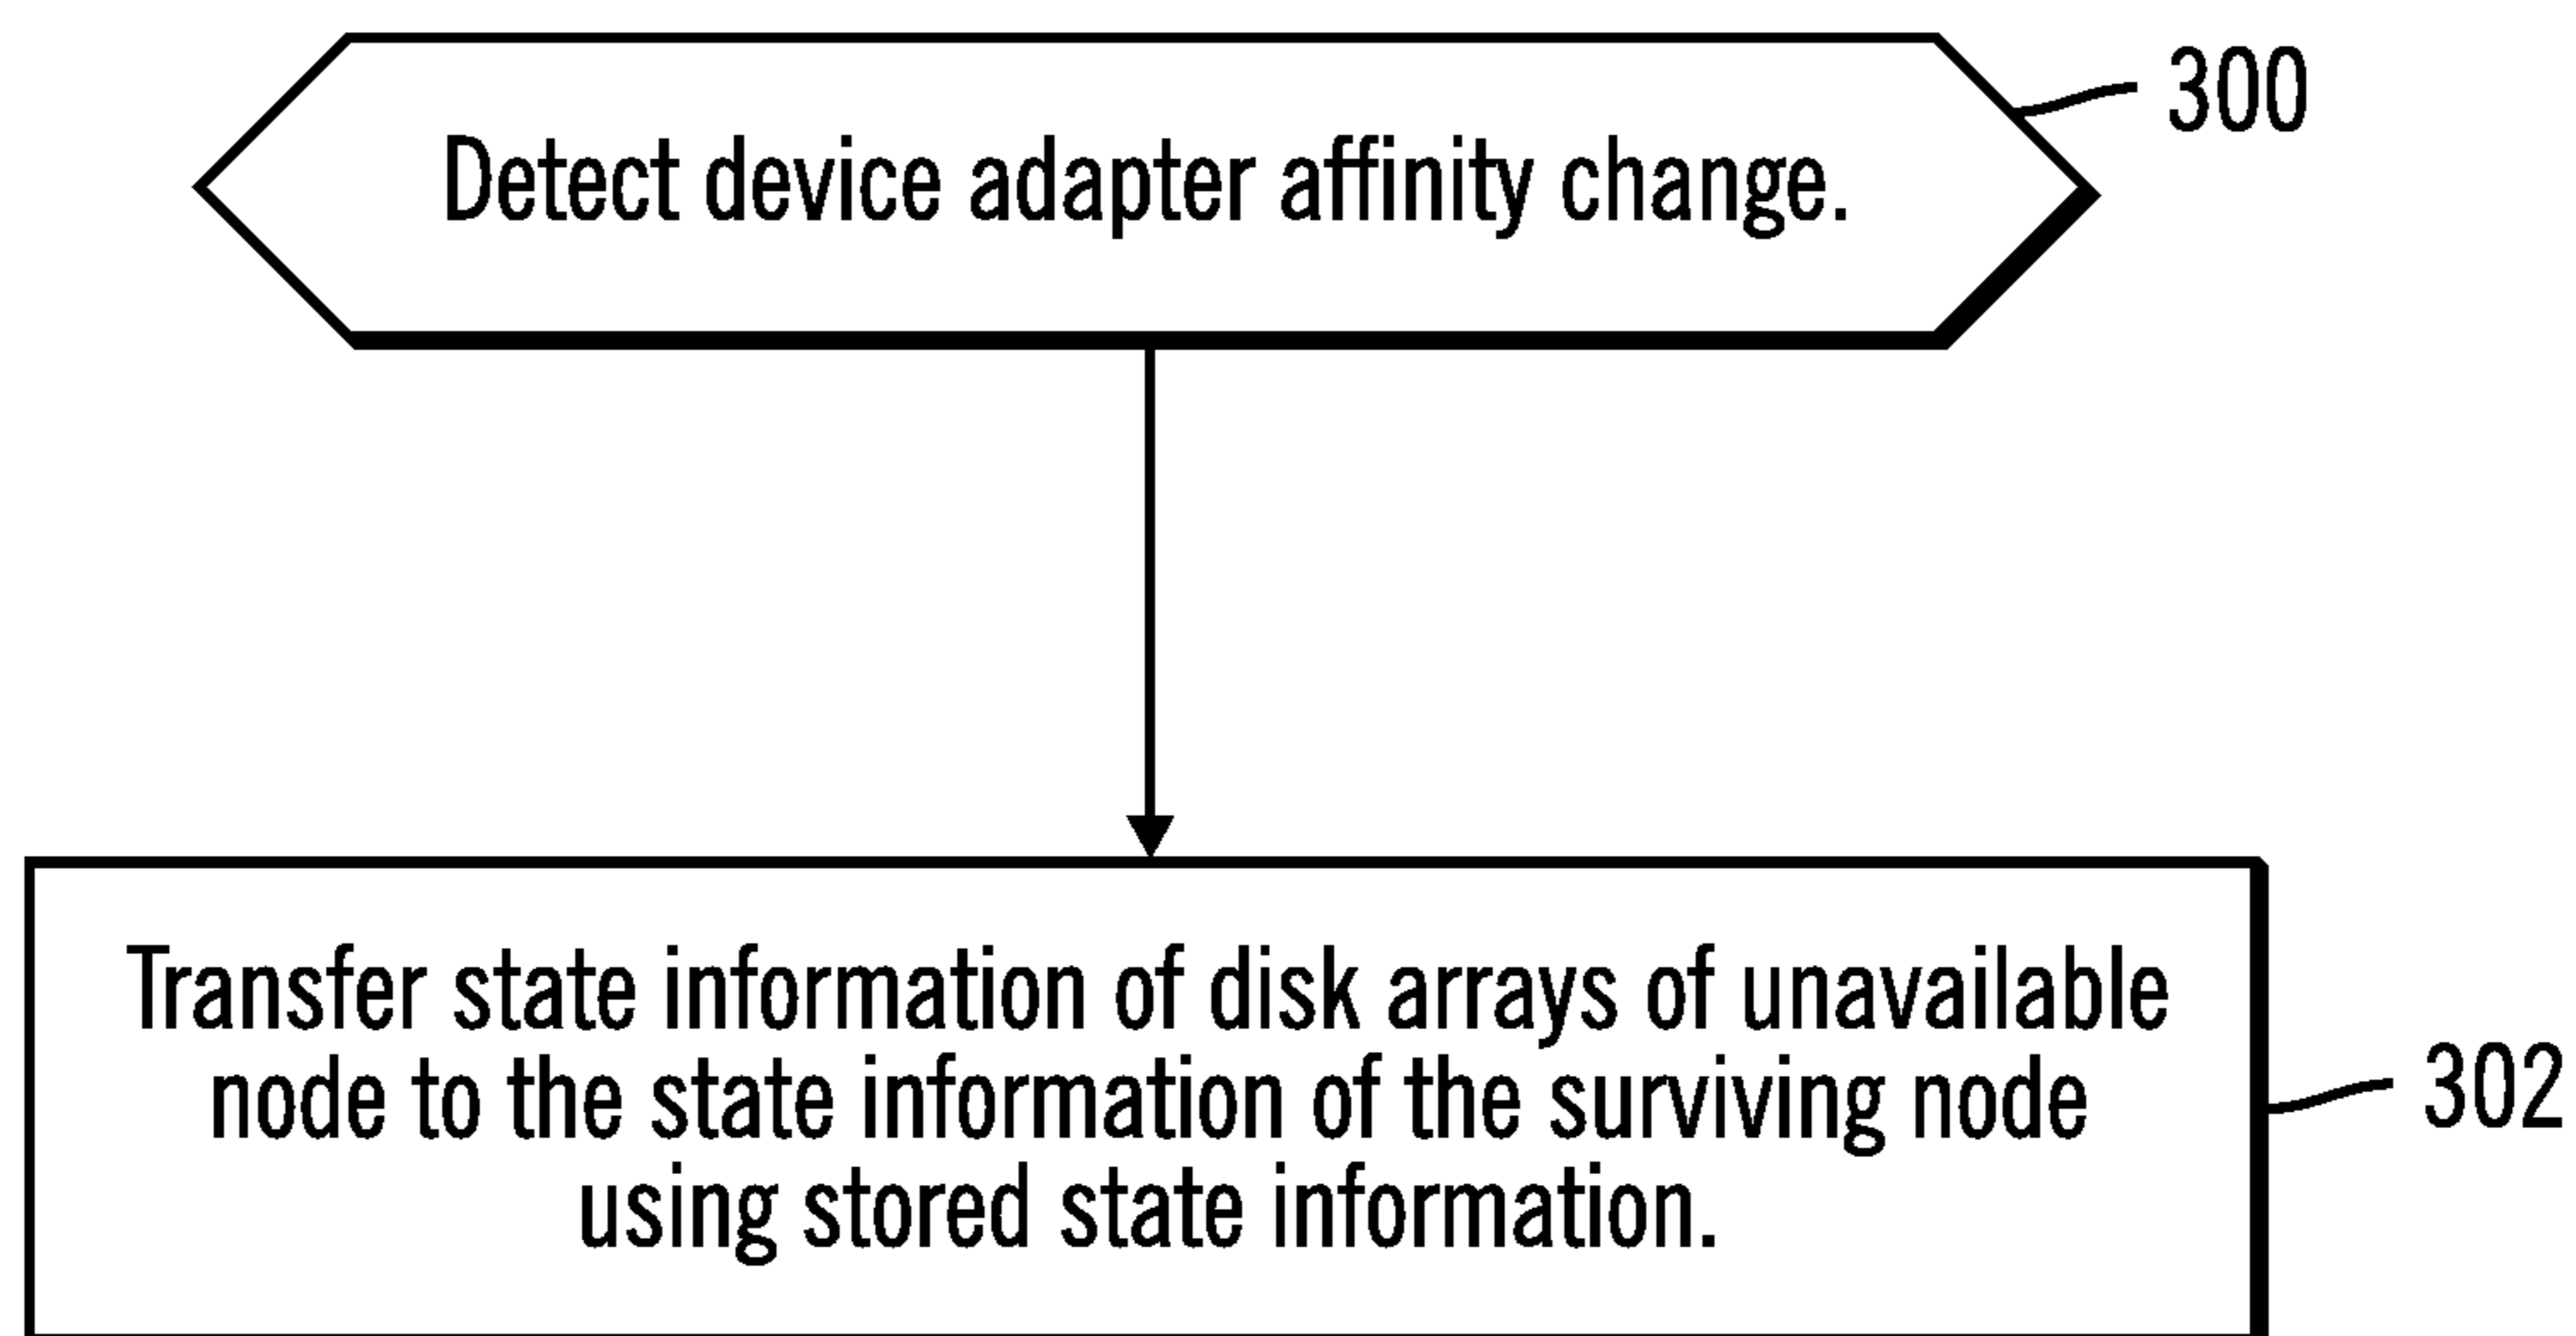 Detect device adapter affinity change.
300
Transfer state information of disk arrays of unavailable
node to the state information of the surviving node
using stored state information.
302